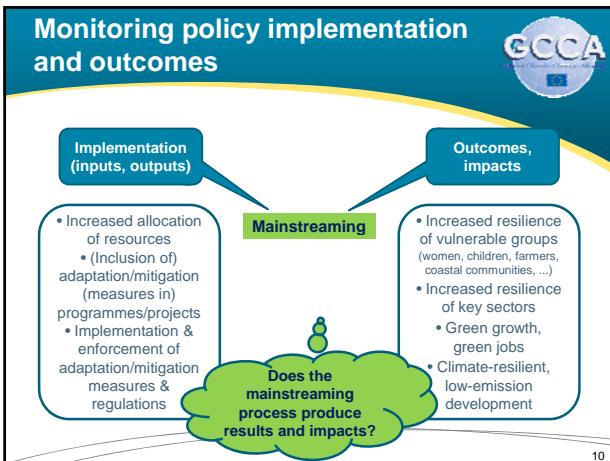 Monitoring policy implementation
and outcomes
GCCA
Implementation
(inputs, outputs)
Outcomes,
impacts
Mainstreaming
• Increased allocation
of resources
• (Inclusion of)
adaptation/mitigation
(measures in)
programmes/projects
• Implementation &
enforcement of
adaptation/mitigation
measures &
regulations
• Increased resilience
of vulnerable groups
(women, children, farmers,
coastal communities, ...)
• Increased resilience
of key sectors
• Green growth,
green jobs
• Climate-resilient,
low-emission
development
Does the
mainstreaming
process produce
results and impacts?
10